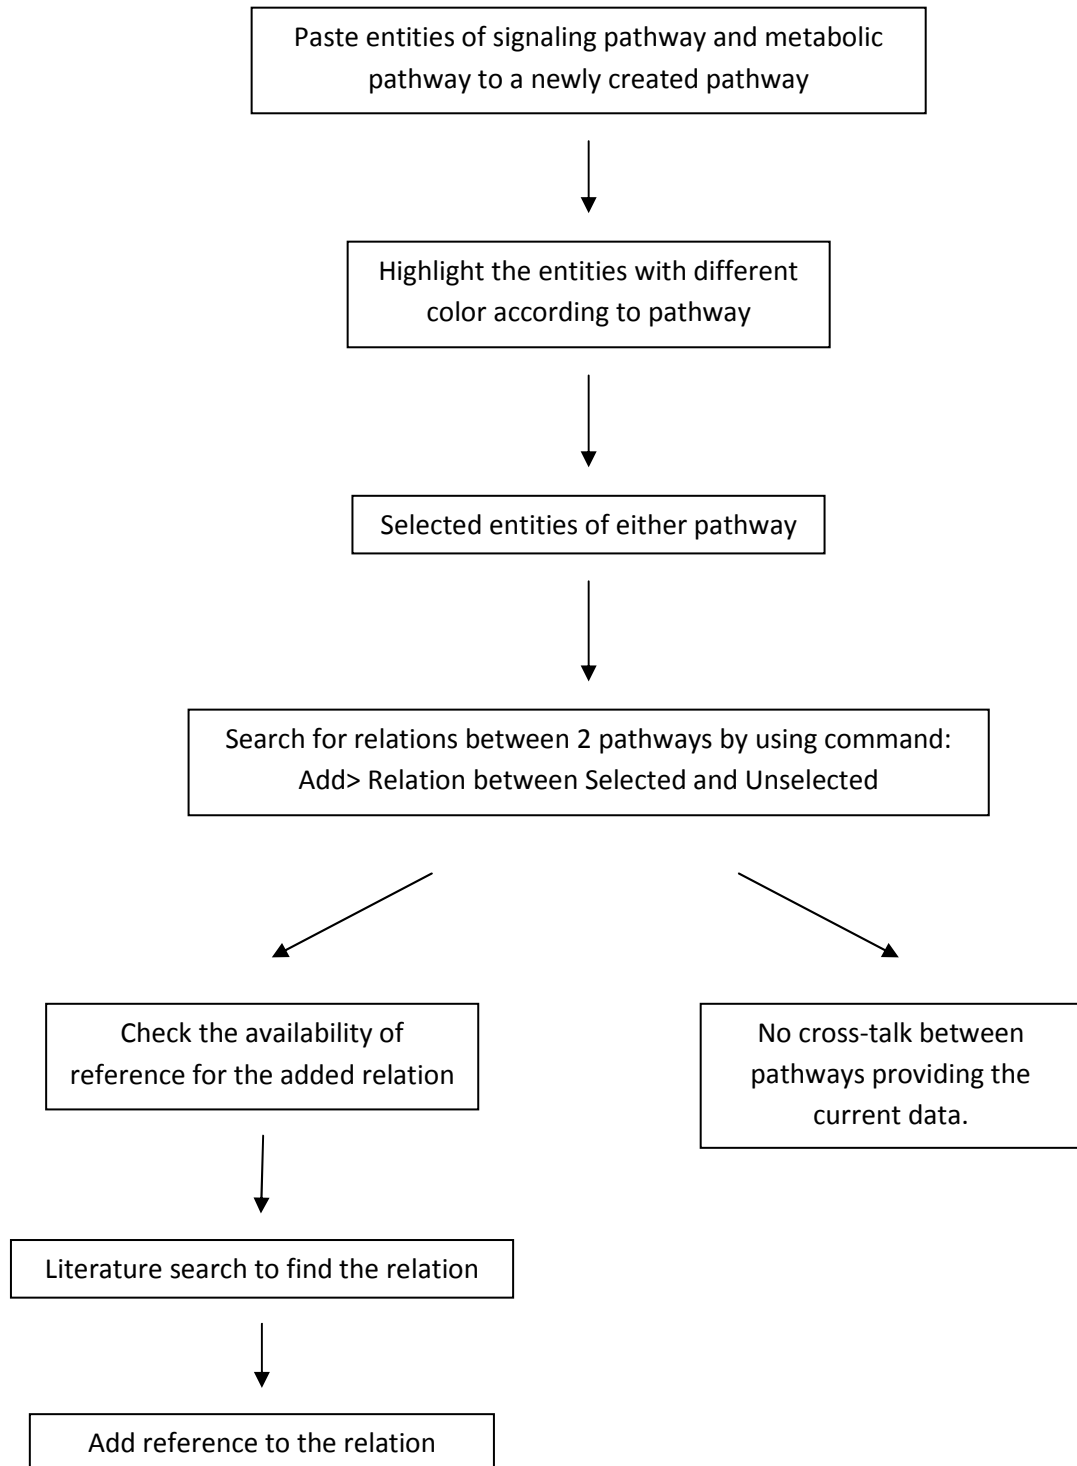 Paste entities of signaling pathway and metabolic
pathway to a newly created pathway
Highlight the entities with different
color according to pathway
Selected entities of either pathway
Search for relations between 2 pathways by using command:
Add> Relation between Selected and Unselected
Check the availability of
reference for the added relation
No cross-talk between
pathways providing the
current data.
Literature search to find the relation
Add reference to the relation